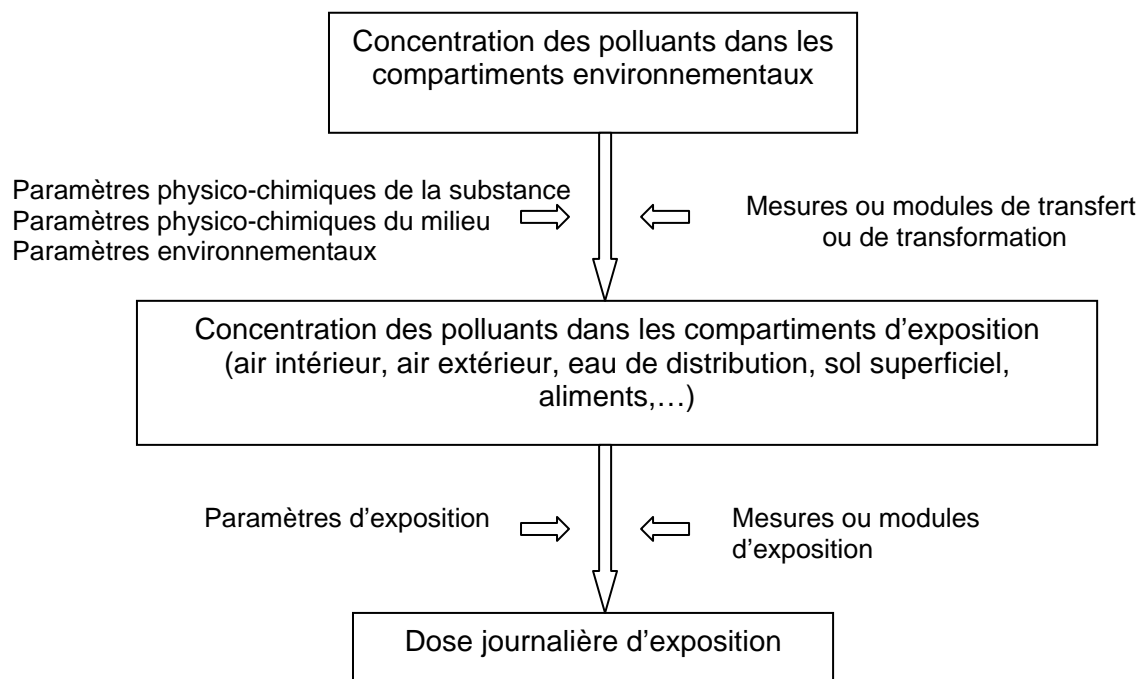 Concentration des polluants dans les
compartiments environnementaux
Paramètres physico-chimiques de la substance
Paramètres physico-chimiques du milieu
Paramètres environnementaux
Mesures ou modules de transfert
ou de transformation
Concentration des polluants dans les compartiments d’exposition
(air intérieur, air extérieur, eau de distribution, sol superficiel,
aliments,…)
Paramètres d’exposition
Mesures ou modules
d’exposition
Dose journalière d’exposition